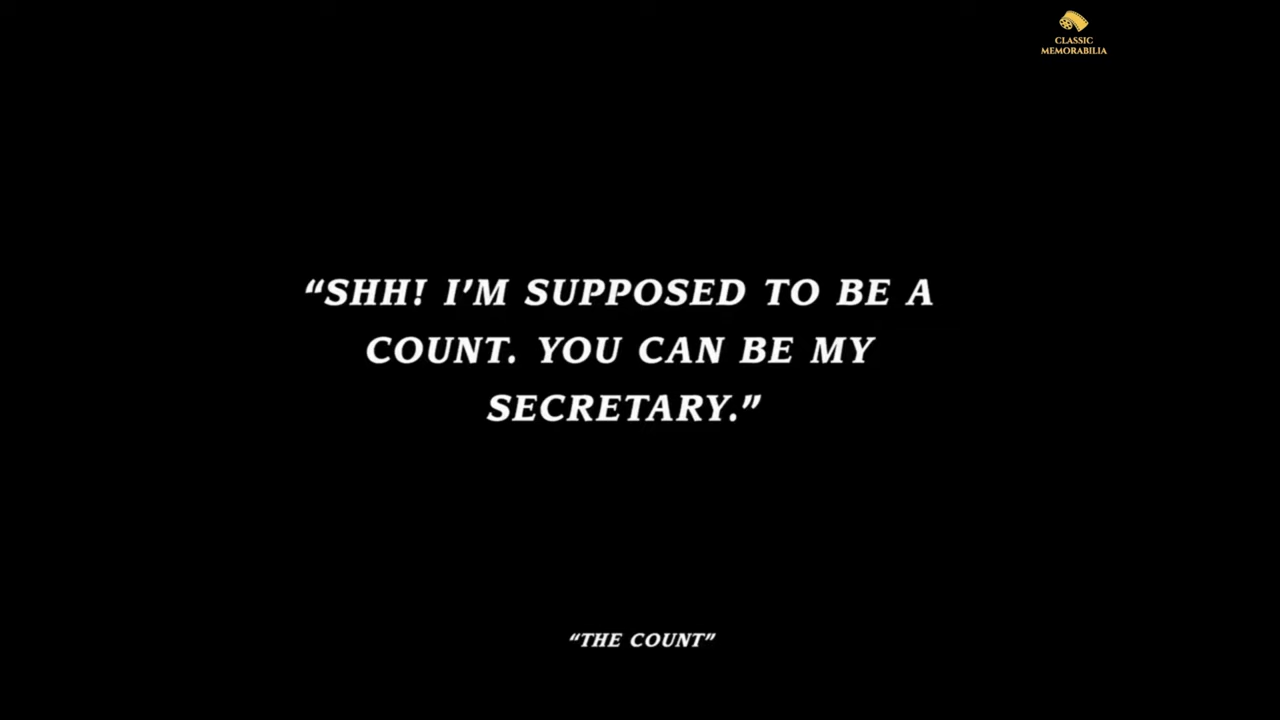 CLASSIC
MEMORABILIA
“SHH! I’M SUPPOSED TO BE A
COUNT. YOU CAN BE MY
SECRETARY.”
“THE COUNT”